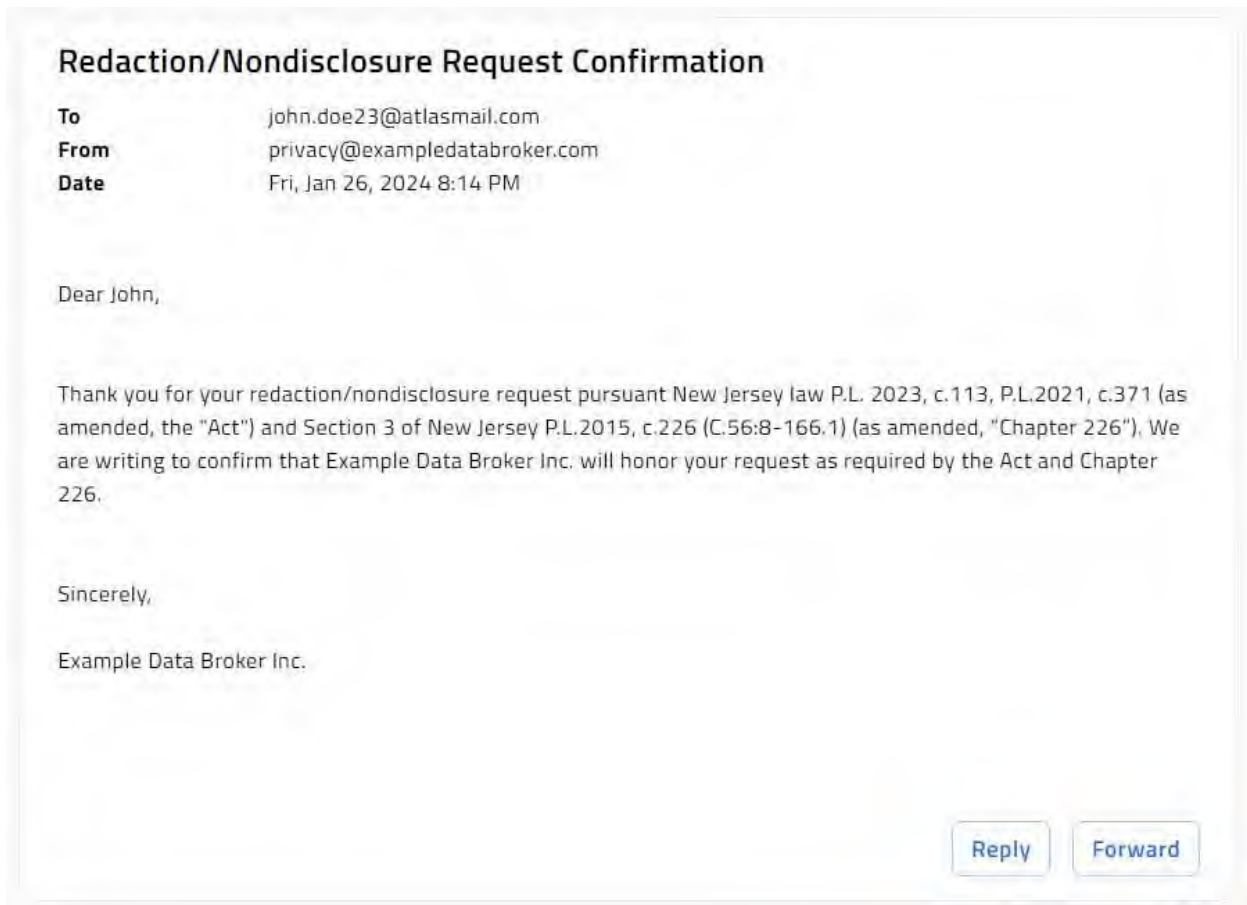 Redaction/Nondisclosure Request Confirmation
To john.doe23@atlasmail.com
From privacy@exampledatabroker.com
Date Fri, Jan 26, 2024 8:14 PM
Dear John,
Thank you for your redaction/nondisclosure request pursuant New Jersey law P.L. 2023, c.113, P.L.2021, c.371 (as
amended, the "Act") and Section 3 of New Jersey P.L.2015, c.226 (C.56:8-166.1) (as amended, "Chapter 226"). We
are writing to confirm that Example Data Broker Inc. will honor your request as required by the Act and Chapter
226.
Sincerely,
Example Data Broker Inc.
Reply Forward